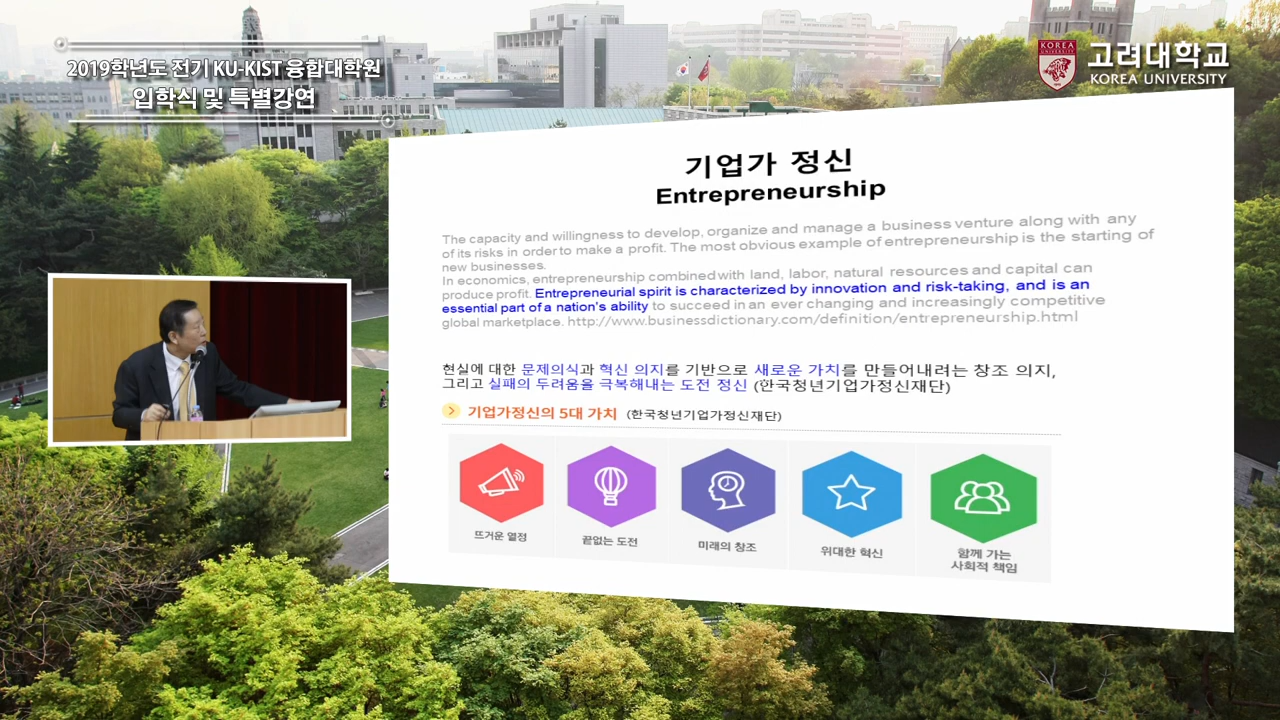 2019학년도 전기 KU-KIST 융합대학원
입학식 및 특별강연
KOREA
UNIVERSITY
고려대학교
KOREA UNIVERSITY
기업가 정신
Entrepreneurship
The capacity and willingness to develop, organize and manage a business venture along with any
of its risks in order to make a profit. The most obvious example of entrepreneurship is the starting of
new businesses.
In economics, entrepreneurship combined with land, labor, natural resources and capital can
produce profit. Entrepreneurial spirit is characterized by innovation and risk-taking, and is an
essential part of a nation's ability to succeed in an ever changing and increasingly competitive
global marketplace. http://www.businessdictionary.com/definition/entrepreneurship.html
현실에 대한 문제의식과 혁신 의지를 기반으로 새로운 가치를 만들어내려는 창조 의지,
그리고 실패의 두려움을 극복해내는 도전 정신 (한국청년기업가정신재단)
기업가정신의 5대 가치 (한국청년기업가정신재단)
뜨거운 열정
끝없는 도전
미래의 창조
위대한 혁신
함께 가는
사회적 책임